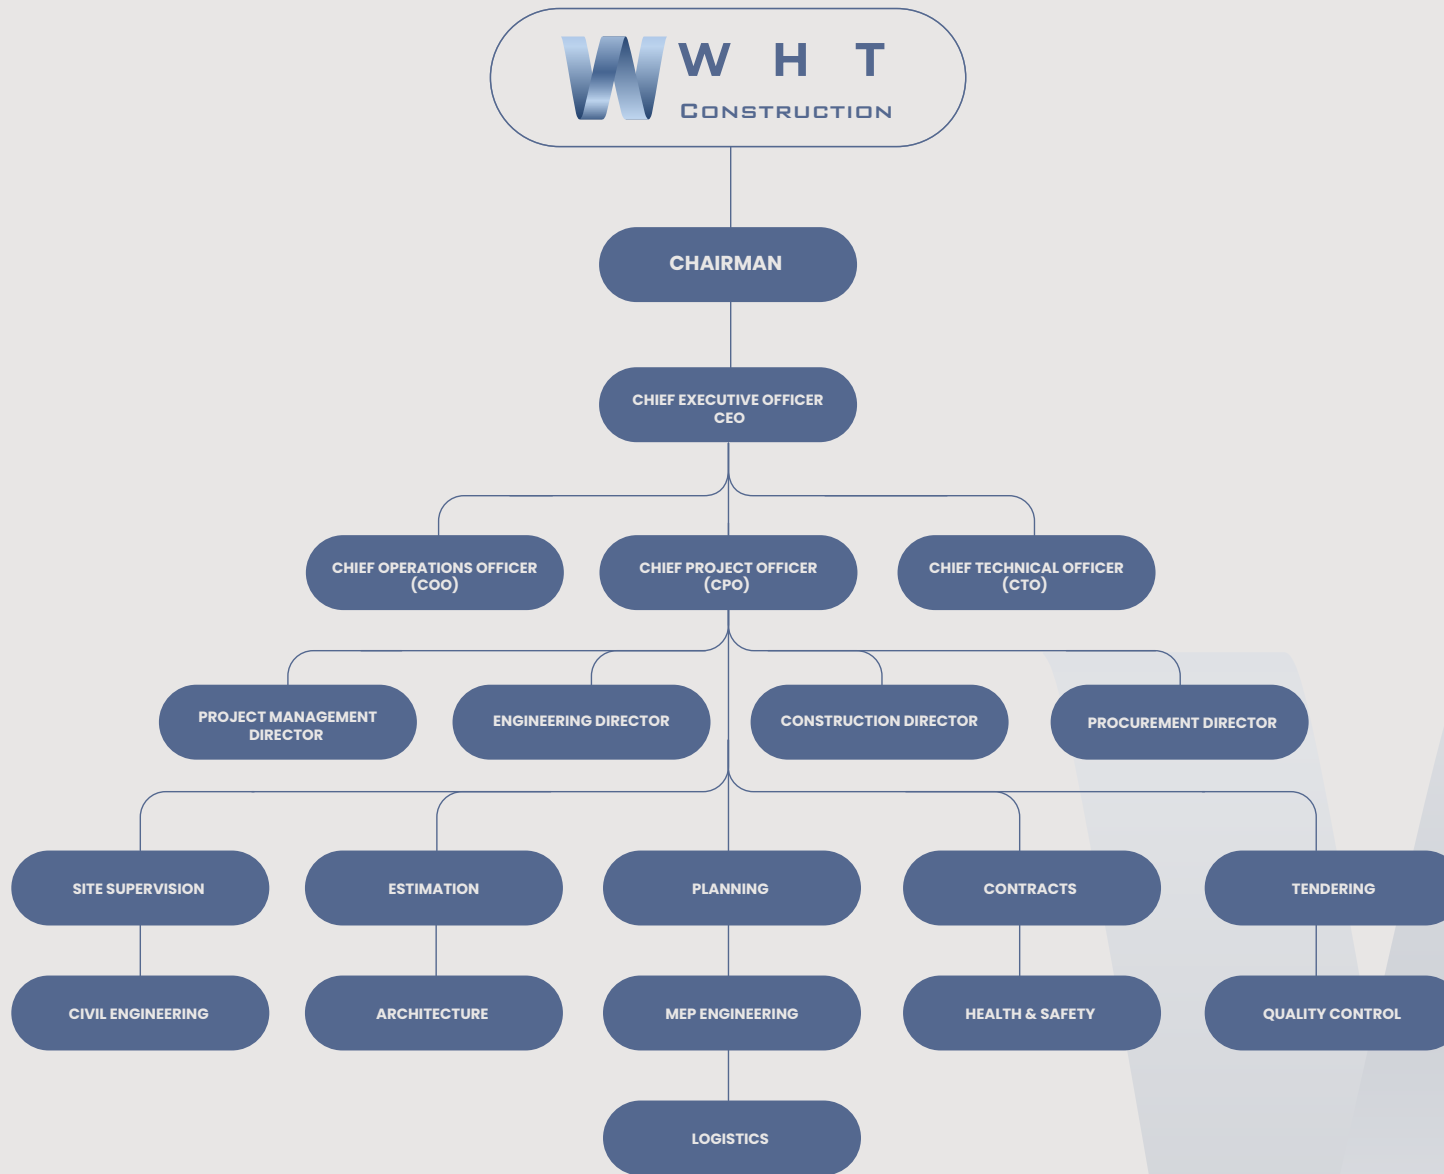 W H T
CONSTRUCTION
CHAIRMAN
CHIEF EXECUTIVE OFFICER
CEO
CHIEF OPERATIONS OFFICER
(COO)
CHIEF PROJECT OFFICER
(CPO)
CHIEF TECHNICAL OFFICER
(CTO)
PROJECT MANAGEMENT
DIRECTOR
ENGINEERING DIRECTOR
CONSTRUCTION DIRECTOR
PROCUREMENT DIRECTOR
SITE SUPERVISION
ESTIMATION
PLANNING
CONTRACTS
TENDERING
CIVIL ENGINEERING
ARCHITECTURE
MEP ENGINEERING
HEALTH & SAFETY
QUALITY CONTROL
LOGISTICS